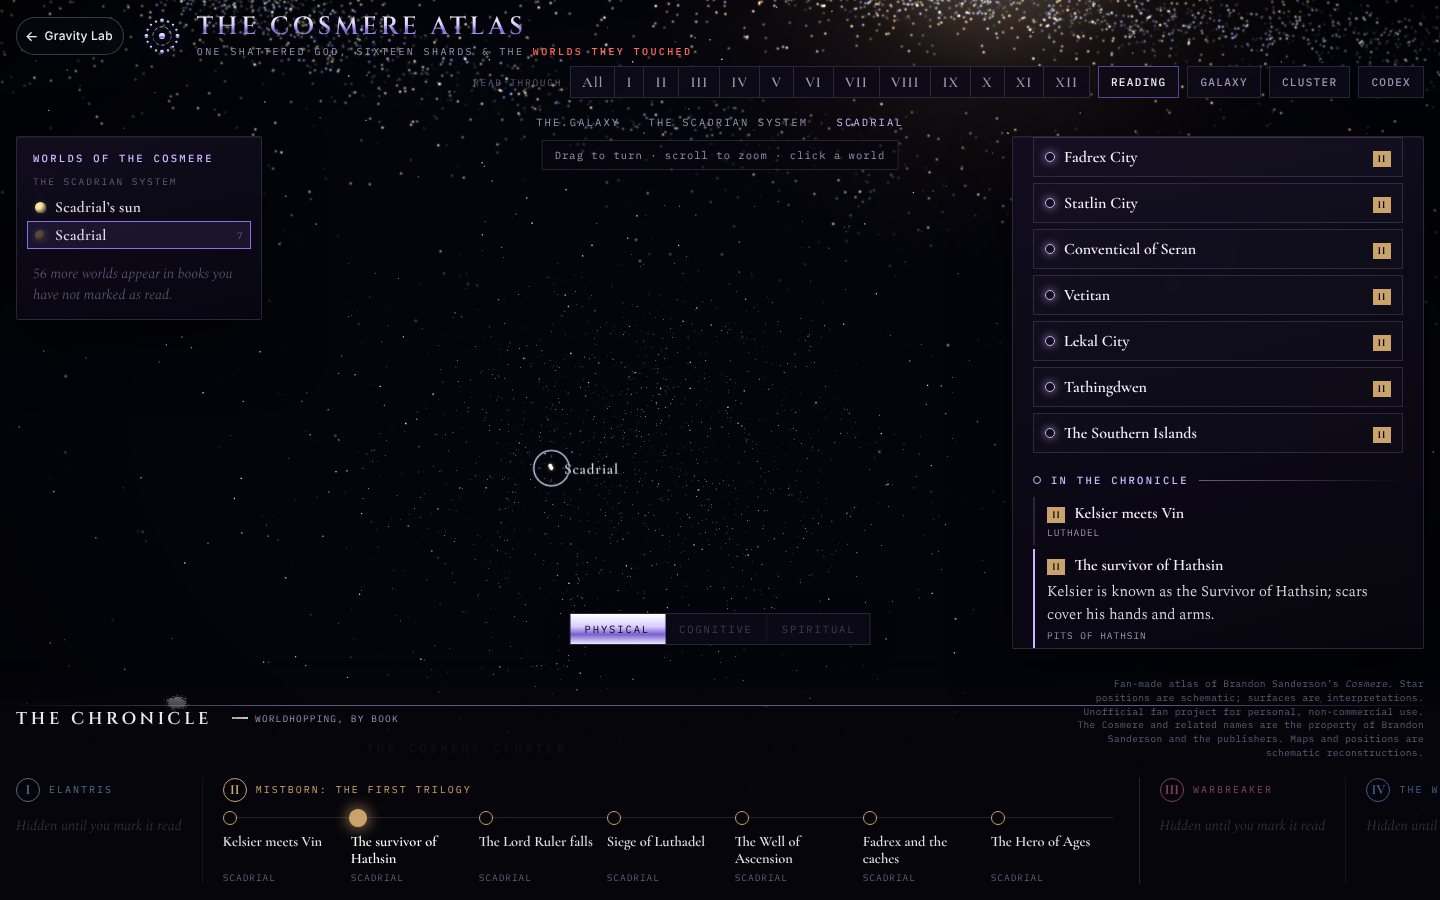 ← Gravity Lab
THE COSMERE ATLAS
ONE SHATTERED GOD, SIXTEEN SHARDS & THE WORLDS THEY TOUCHED
READ THROUGH All I II III IV V VI VII VIII IX X XI XII READING GALAXY CLUSTER CODEX
THE GALAXY · THE SCADRIAN SYSTEM · SCADRIAL
Drag to turn · scroll to zoom · click a world
WORLDS OF THE COSMERE
THE SCADRIAN SYSTEM
Scadrial's sun
Scadrial 7
56 more worlds appear in books you
have not marked as read.
Scadrial
PHYSICAL COGNITIVE SPIRITUAL
Fadrex City II
Statlin City II
Conventical of Seran II
Vetitan II
Lekal City II
Tathingdwen II
The Southern Islands II
IN THE CHRONICLE
II Kelsier meets Vin
LUTHADEL
II The survivor of Hathsin
Kelsier is known as the Survivor of Hathsin; scars
cover his hands and arms.
PITS OF HATHSIN
Fan-made atlas of Brandon Sanderson's Cosmere. Star
positions are schematic; surfaces are interpretations.
Unofficial fan project for personal, non-commercial use.
The Cosmere and related names are the property of Brandon
Sanderson and the publishers. Maps and positions are
schematic reconstructions.
THE CHRONICLE
WORLDHOPPING, BY BOOK
THE COSMERE CLUSTER
I ELANTRIS
Hidden until you mark it read
II MISTBORN: THE FIRST TRILOGY
Kelsier meets Vin
SCADRIAL
The survivor of
Hathsin
SCADRIAL
The Lord Ruler falls
SCADRIAL
Siege of Luthadel
SCADRIAL
The Well of
Ascension
SCADRIAL
Fadrex and the
caches
SCADRIAL
The Hero of Ages
SCADRIAL
III WARBREAKER
Hidden until you mark it read
IV THE W
Hidden until